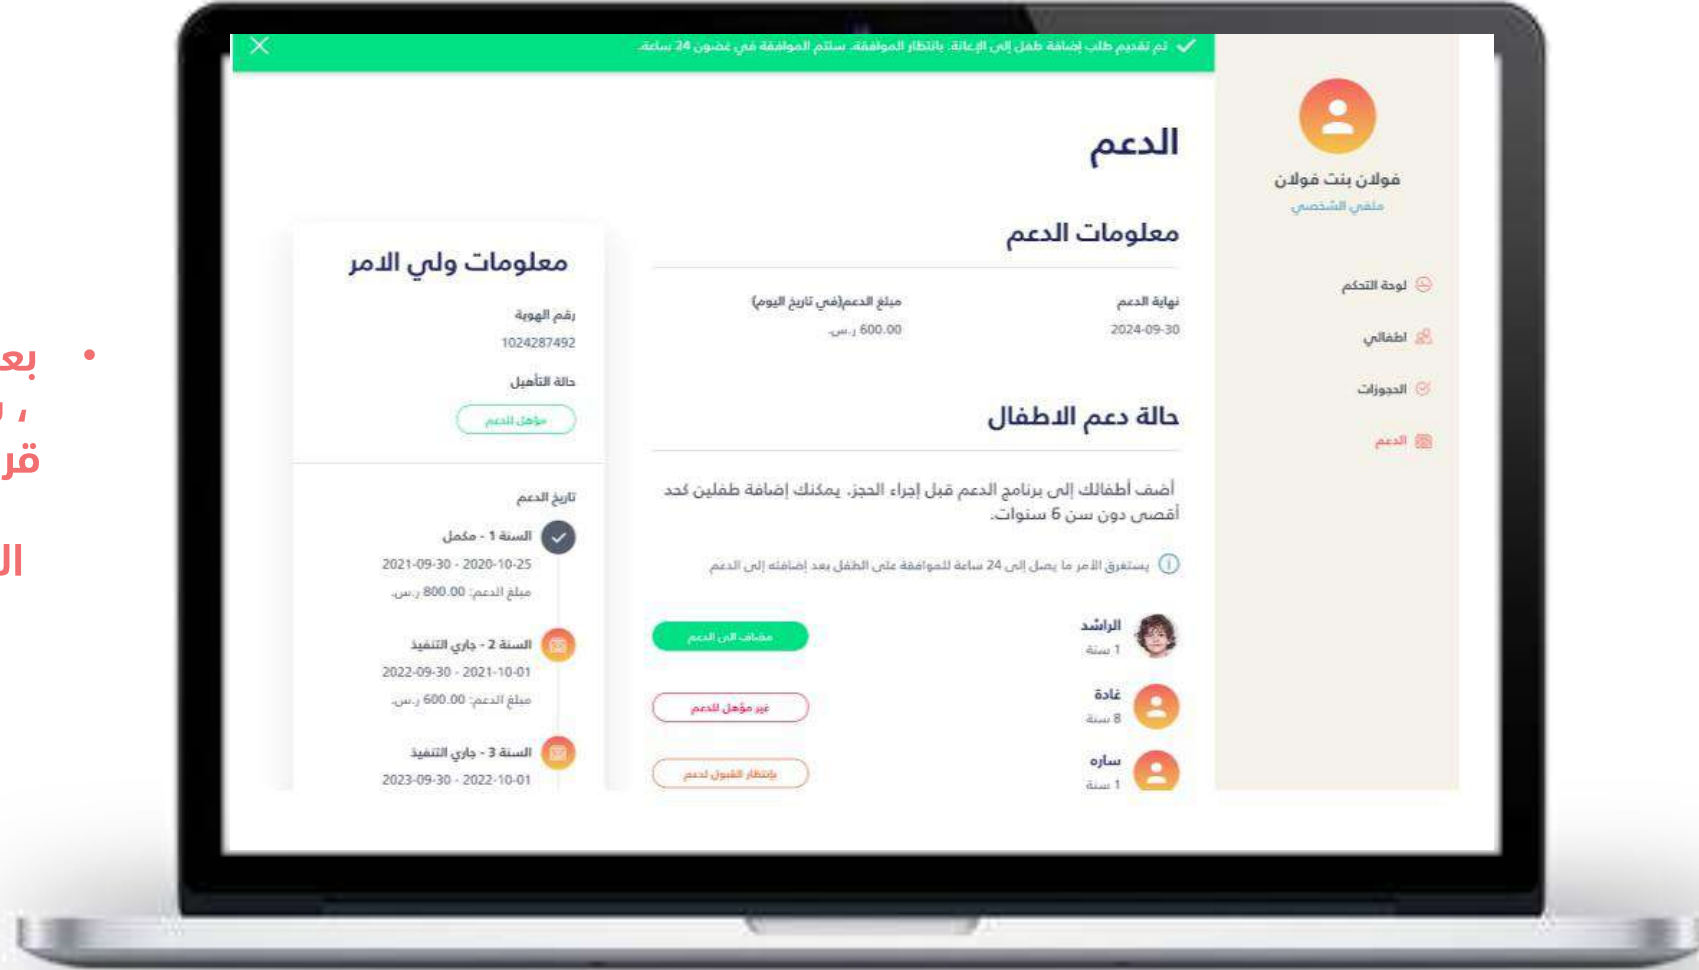 تم تقديم طلب إضافة طفل إلى الإعانة. بانتظار الموافقة. ستتم الموافقة في غضون 24 ساعة.
فولان بنت فولان
ملفي الشخصي
لوحة التحكم
اطفالي
الحجوزات
الدعم
الدعم
معلومات الدعم
نهاية الدعم
2024-09-30
مبلغ الدعم(في تاريخ اليوم)
600.00 ر.س.
حالة دعم الاطفال
أضف أطفالك إلى برنامج الدعم قبل إجراء الحجز. يمكنك إضافة طفلين كحد
أقصى دون سن 6 سنوات.
يستغرق الأمر ما يصل إلى 24 ساعة للموافقة على الطفل بعد إضافته إلى الدعم
الراشد
1 سنة
مضاف الى الدعم
غادة
8 سنة
غير مؤهل للدعم
ساره
1 سنة
بإنتظار القبول لدعم
معلومات ولي الامر
رقم الهوية
1024287492
حالة التأهيل
مؤهل للدعم
تاريخ الدعم
السنة 1 - مكمل
2021-09-30 - 2020-10-25
مبلغ الدعم: 800.00 ر.س.
السنة 2 - جاري التنفيذ
2022-09-30 - 2021-10-01
مبلغ الدعم: 600.00 ر.س.
السنة 3 - جاري التنفيذ
2023-09-30 - 2022-10-01